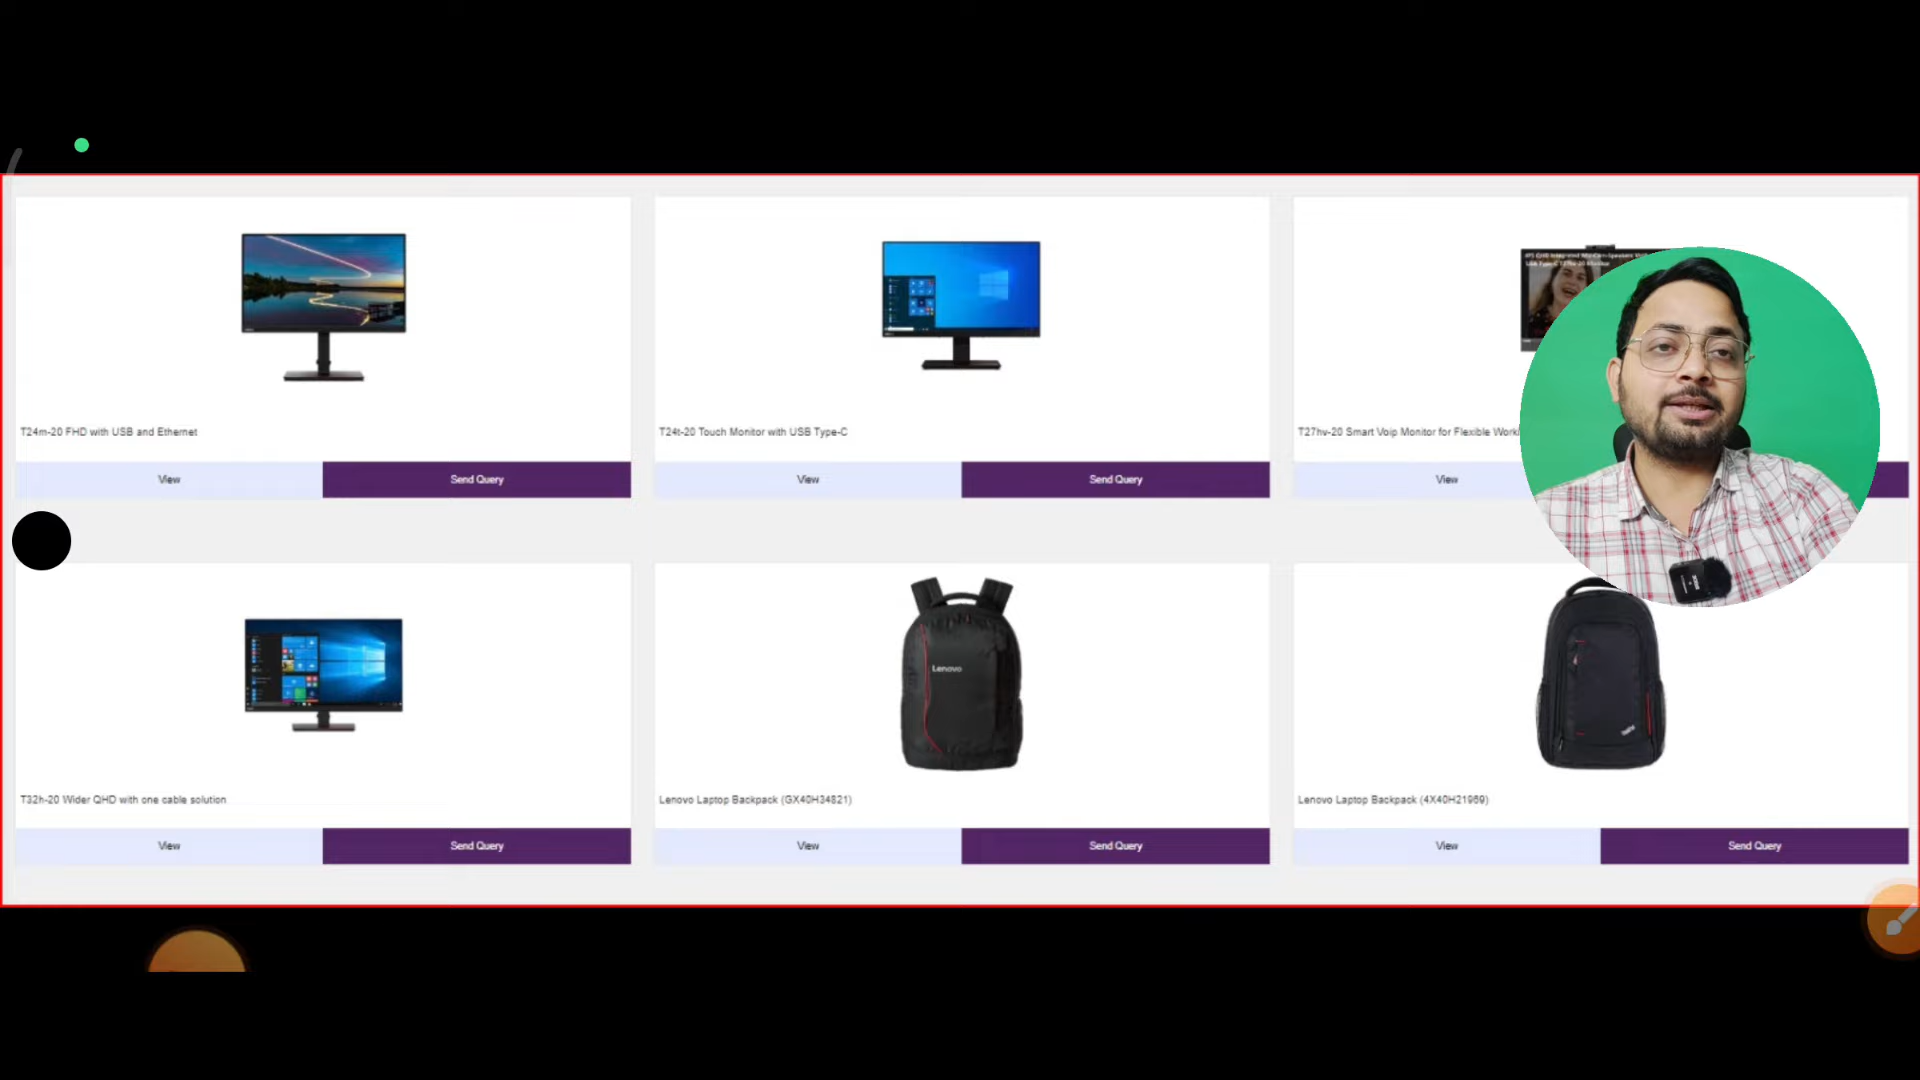 T24m-20 FHD with USB and Ethernet
T24t-20 Touch Monitor with USB Type-C
T27hv-20 Smart Voip Monitor for Flexible
View
Send Query
View
Send Query
View
Lenovo
T32h-20 Wider QHD with one cable solution
Lenovo Laptop Backpack (GX40H34821)
Lenovo Laptop Backpack (4X40H21969)
View
Send Query
View
Send Query
View
Send Query